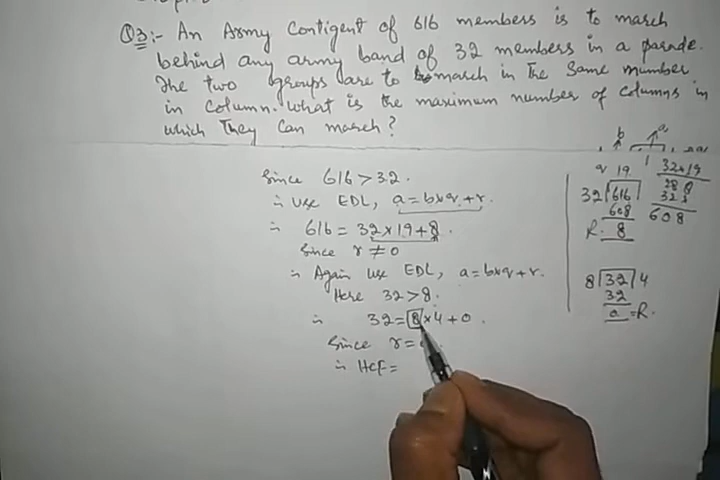 Q3:- An Army Contigent of 616 members is to march
behind any army band of 32 members in a parade.
The two groups are to march in the same number
in column. What is the maximum number of columns in
which They can march?
Since 616 > 32.
∴ Use EDL, a = b×q + r.
∴ 616 = 32×19+8.
Since r ≠ 0
∴ Again Use EDL, a = b×q + r.
Here 32 > 8.
∴ 32 = 8×4+0.
Since r =
∴ HCF =
b a
q 19
32)616(
608
R. 8
32×19
288
32×
608
8)32(4
32
0 = R.